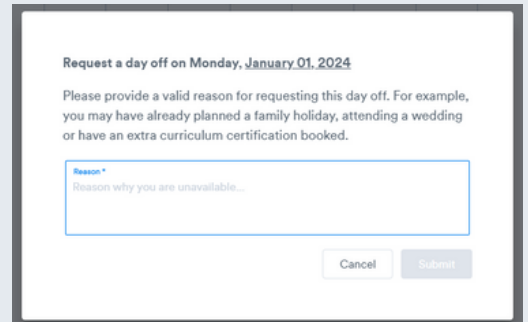 Request a day off on Monday, January 01, 2024
Please provide a valid reason for requesting this day off. For example,
you may have already planned a family holiday, attending a wedding
or have an extra curriculum certification booked.
Reason *
Reason why you are unavailable...
Cancel
Submit